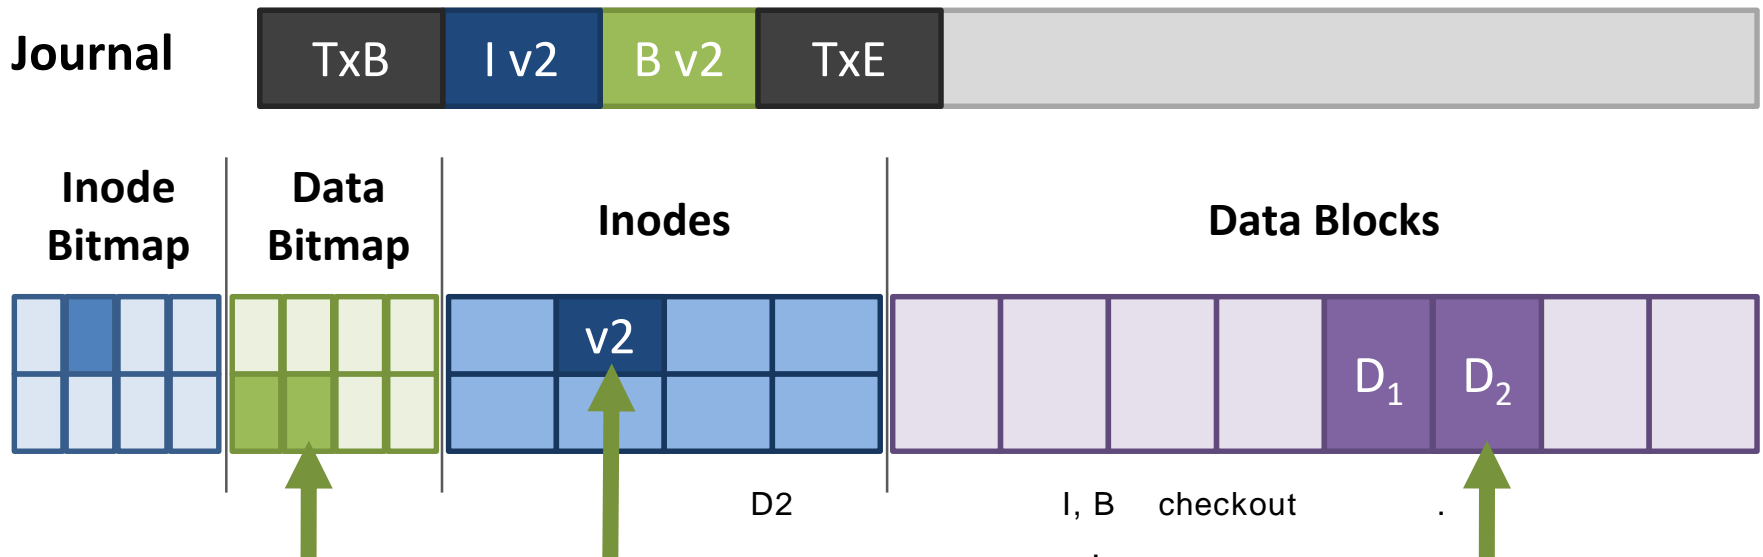 Journal TxB I v2 B v2 TxE
Inode Bitmap
Data Bitmap
Inodes
Data Blocks
v2
D₁ D₂
D2 I, B checkout .